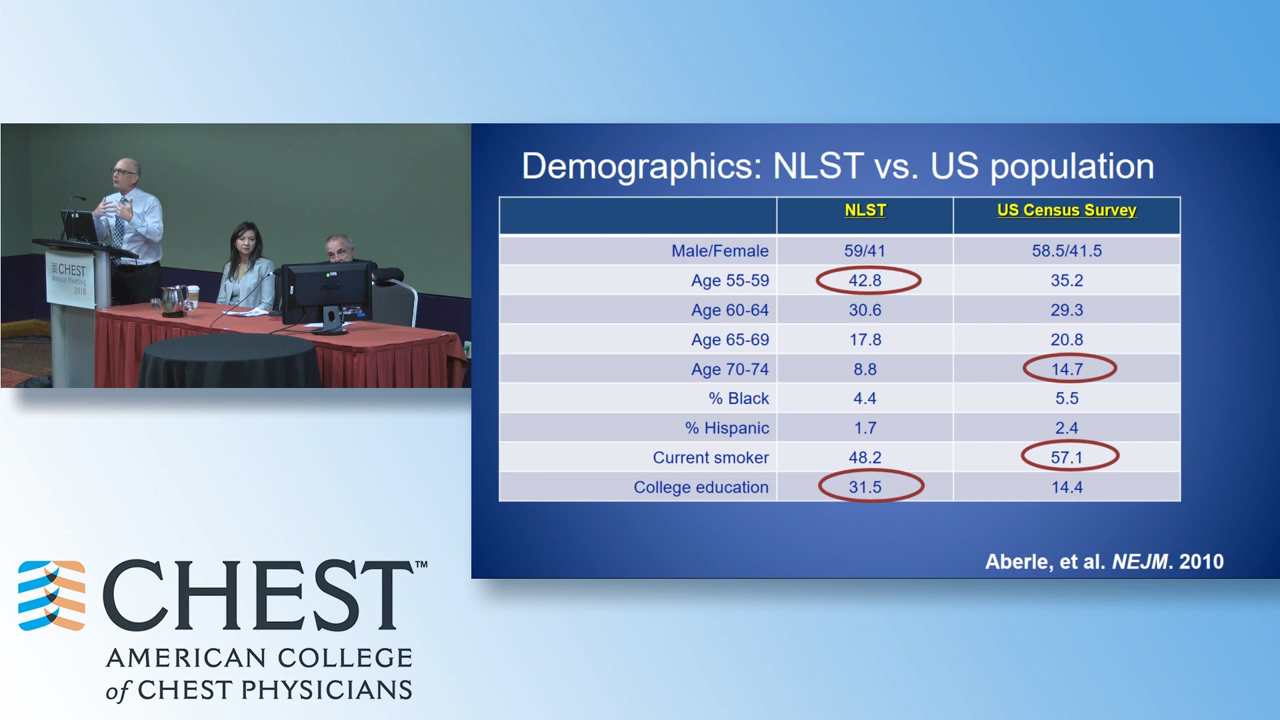 CHEST
Annual Meeting
2018
Demographics: NLST vs. US population
NLST US Census Survey
Male/Female 59/41 58.5/41.5
Age 55-59 42.8 35.2
Age 60-64 30.6 29.3
Age 65-69 17.8 20.8
Age 70-74 8.8 14.7
% Black 4.4 5.5
% Hispanic 1.7 2.4
Current smoker 48.2 57.1
College education 31.5 14.4
Aberle, et al. NEJM. 2010
CHEST™
AMERICAN COLLEGE
of CHEST PHYSICIANS